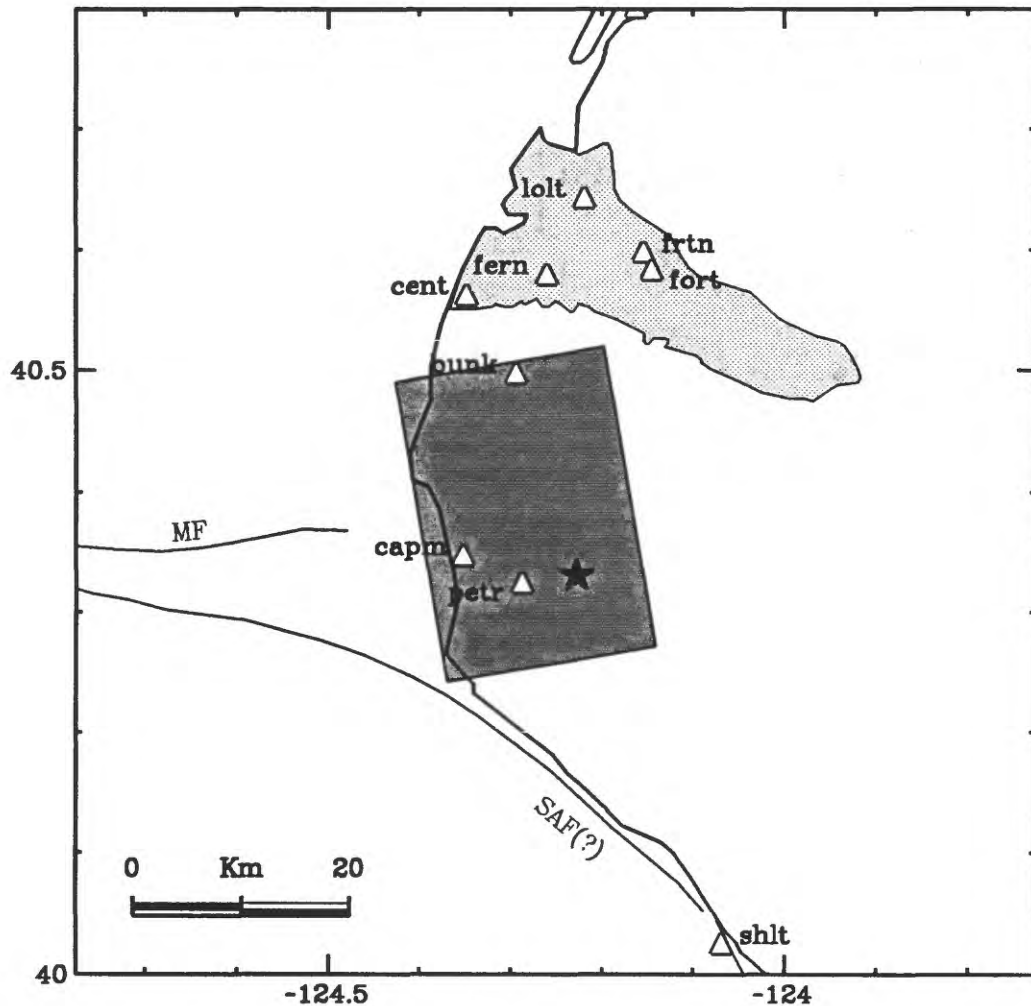 lolt
frtn
fern
fort
cent
40.5
bunk
MF
capm
petr
SAF(?)
0 Km 20
shlt
40
-124.5 -124